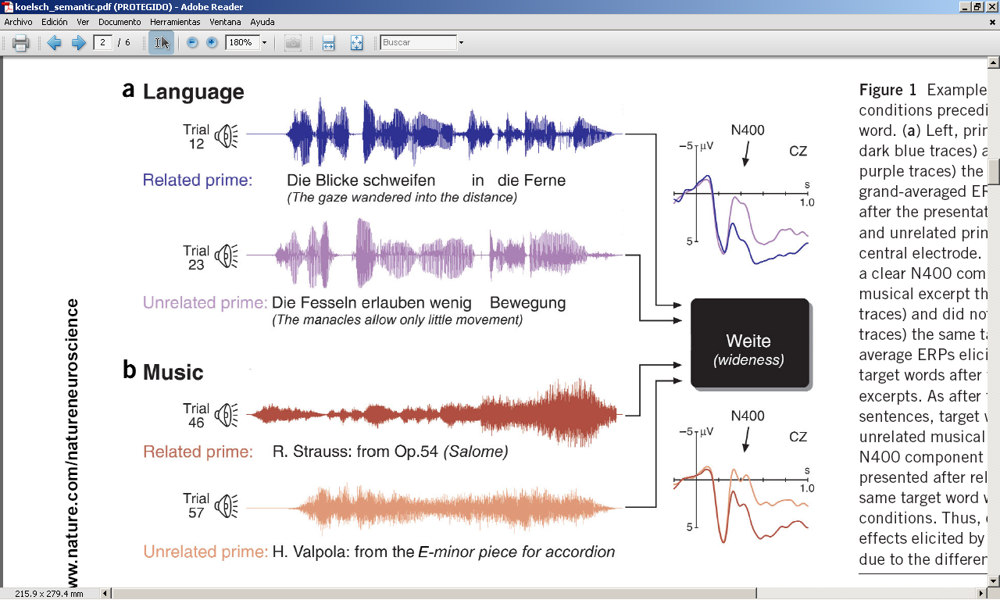 koelsch_semantic.pdf (PROTEGIDO) - Adobe Reader
Archivo Edición Ver Documento Herramientas Ventana Ayuda
2 / 6 180% Buscar
a Language
Trial 12
Related prime: Die Blicke schweifen in die Ferne
(The gaze wandered into the distance)
Trial 23
Unrelated prime: Die Fesseln erlauben wenig Bewegung
(The manacles allow only little movement)
−5 µV
N400
CZ
s
1.0
5
Weite
(wideness)
b Music
Trial 46
Related prime: R. Strauss: from Op.54 (Salome)
Trial 57
Unrelated prime: H. Valpola: from the E-minor piece for accordion
−5 µV
N400
CZ
s
1.0
5
ww.nature.com/natureneuroscience
Figure 1 Example
conditions precedi
word. (a) Left, prin
dark blue traces) a
purple traces) the
grand-averaged ER
after the presentat
and unrelated prin
central electrode.
a clear N400 com
musical excerpt th
traces) and did no
traces) the same ta
average ERPs elici
target words after
excerpts. As after
sentences, target w
unrelated musical
N400 component
presented after rel
same target word w
conditions. Thus,
effects elicited by
due to the differen
215.9 x 279.4 mm